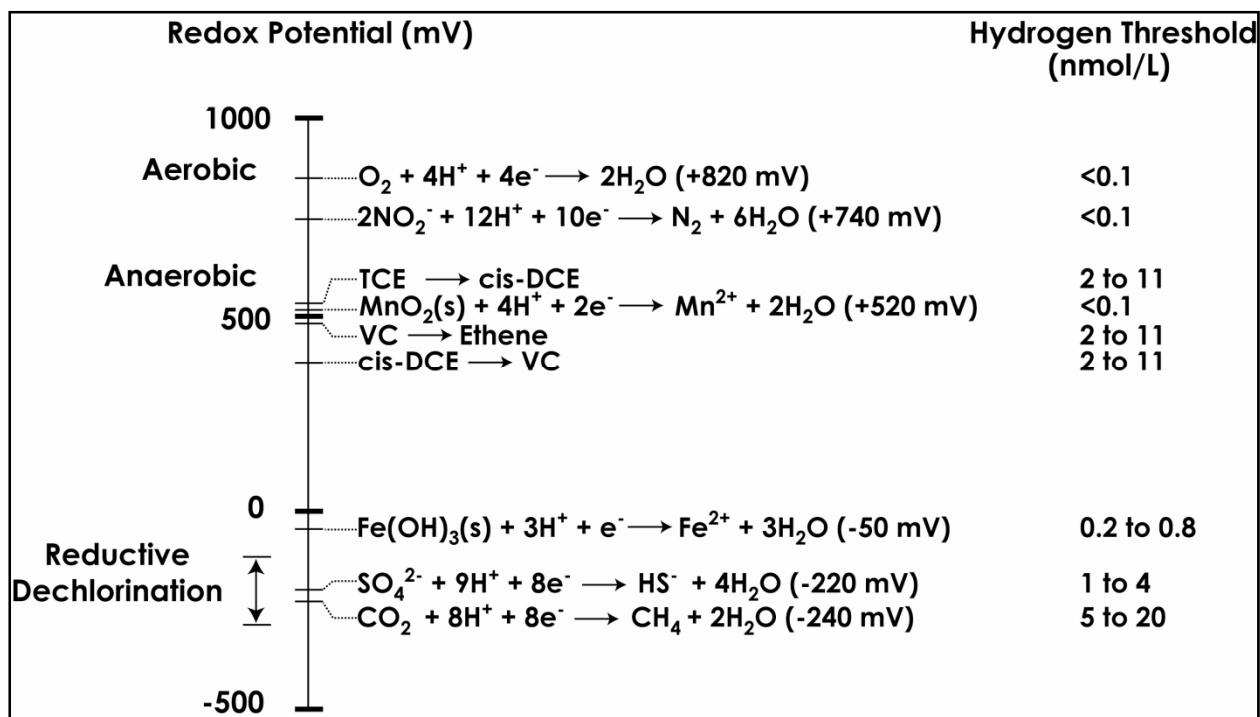 Redox Potential (mV) Hydrogen Threshold
(nmol/L)
1000
Aerobic O₂ + 4H⁺ + 4e⁻ ⟶ 2H₂O (+820 mV) <0.1
2NO₂⁻ + 12H⁺ + 10e⁻ ⟶ N₂ + 6H₂O (+740 mV) <0.1
Anaerobic TCE ⟶ cis-DCE 2 to 11
MnO₂(s) + 4H⁺ + 2e⁻ ⟶ Mn²⁺ + 2H₂O (+520 mV) <0.1
500
VC ⟶ Ethene 2 to 11
cis-DCE ⟶ VC 2 to 11
0
Fe(OH)₃(s) + 3H⁺ + e⁻ ⟶ Fe²⁺ + 3H₂O (-50 mV) 0.2 to 0.8
Reductive
Dechlorination SO₄²⁻ + 9H⁺ + 8e⁻ ⟶ HS⁻ + 4H₂O (-220 mV) 1 to 4
CO₂ + 8H⁺ + 8e⁻ ⟶ CH₄ + 2H₂O (-240 mV) 5 to 20
-500